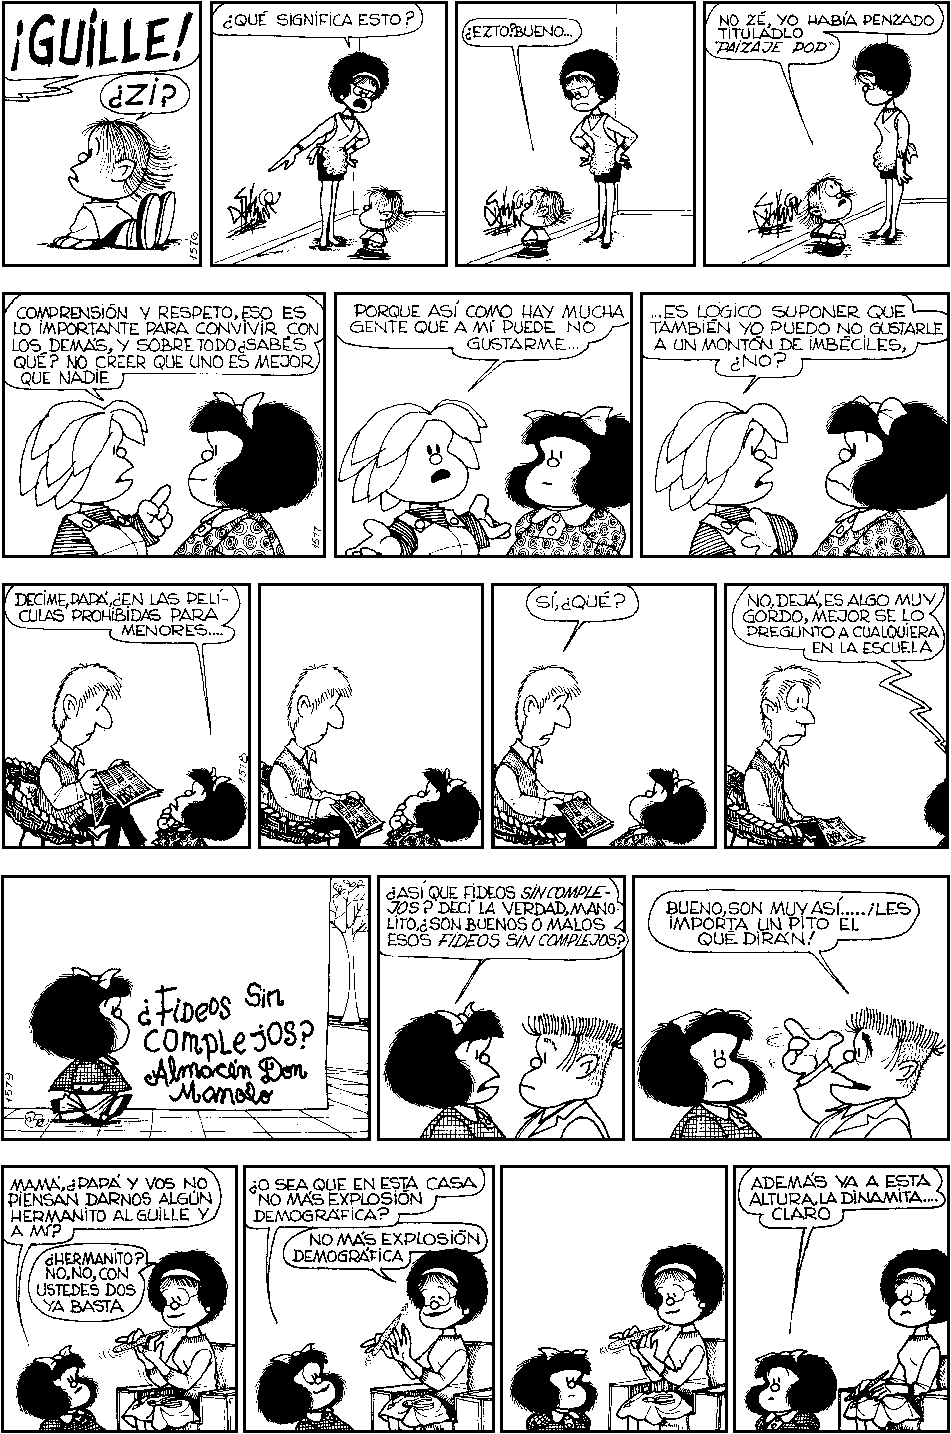 ¡GUILLE!
¿ZÍ?
1576
¿QUÉ SIGNIFICA ESTO?
¿EZTO? BUENO...
NO ZÉ, YO HABÍA PENZADO
TITULADLO
"PAIZAJE POP"
COMPRENSIÓN Y RESPETO, ESO ES
LO IMPORTANTE PARA CONVIVIR CON
LOS DEMÁS, Y SOBRE TODO ¿SABÉS
QUÉ? NO CREER QUE UNO ES MEJOR
QUE NADIE
1577
PORQUE ASÍ COMO HAY MUCHA
GENTE QUE A MÍ PUEDE NO
GUSTARME...
...ES LÓGICO SUPONER QUE
TAMBIÉN YO PUEDO NO GUSTARLE
A UN MONTÓN DE IMBÉCILES,
¿NO?
DECIME, PAPÁ, ¿EN LAS PELÍ-
CULAS PROHIBIDAS PARA
MENORES....
1578
SÍ, ¿QUÉ?
NO, DEJÁ, ES ALGO MUY
GORDO, MEJOR SE LO
PREGUNTO A CUALQUIERA
EN LA ESCUELA
¿Fideos Sin
complejos?
Almacén Don
Manolo
1579
¿ASÍ QUE FIDEOS SIN COMPLE-
JOS? DECÍ LA VERDAD, MANO-
LITO, ¿SON BUENOS O MALOS
ESOS FIDEOS SIN COMPLEJOS?
BUENO, SON MUY ASÍ.....¡LES
IMPORTA UN PITO EL
QUÉ DIRÁN!
MAMÁ, ¿PAPÁ Y VOS NO
PIENSAN DARNOS ALGÚN
HERMANITO AL GUILLE Y
A MÍ?
¿HERMANITO?
NO, NO, CON
USTEDES DOS
YA BASTA
¿O SEA QUE EN ESTA CASA
NO MÁS EXPLOSIÓN
DEMOGRÁFICA?
NO MÁS EXPLOSIÓN
DEMOGRÁFICA
ADEMÁS YA A ESTA
ALTURA, LA DINAMITA....
CLARO